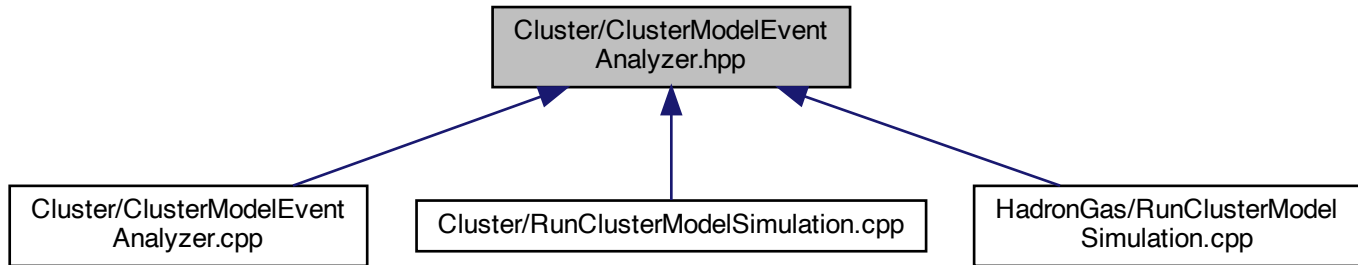 Cluster/ClusterModelEvent
Analyzer.hpp
Cluster/ClusterModelEvent
Analyzer.cpp
Cluster/RunClusterModelSimulation.cpp
HadronGas/RunClusterModel
Simulation.cpp